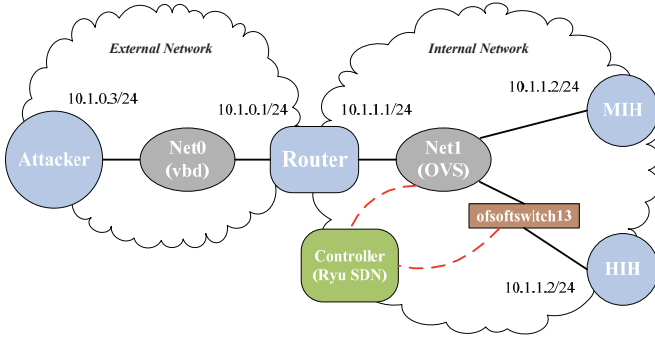 External Network
Internal Network
10.1.0.3/24
10.1.0.1/24
10.1.1.1/24
10.1.1.2/24
Attacker
Net0
(vbd)
Router
Net1
(OVS)
MIH
ofsoftswitch13
Controller
(Ryu SDN)
HIH
10.1.1.2/24